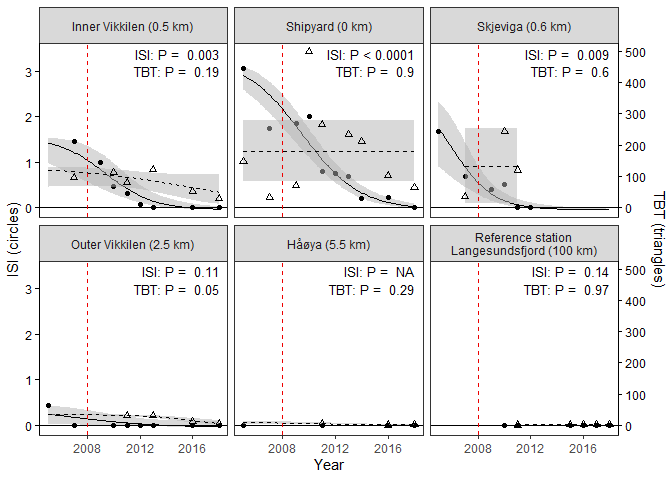 Inner Vikkilen (0.5 km)
Shipyard (0 km)
Skjeviga (0.6 km)
ISI: P = 0.003
TBT: P = 0.19
ISI: P < 0.0001
TBT: P = 0.9
ISI: P = 0.009
TBT: P = 0.6
3
2
1
0
500
400
300
200
100
0
Outer Vikkilen (2.5 km)
Håøya (5.5 km)
Reference station
Langesundsfjord (100 km)
ISI: P = 0.11
TBT: P = 0.05
ISI: P = NA
TBT: P = 0.29
ISI: P = 0.14
TBT: P = 0.97
3
2
1
0
500
400
300
200
100
0
2008 2012 2016
2008 2012 2016
2008 2012 2016
Year
ISI (circles)
TBT (triangles)